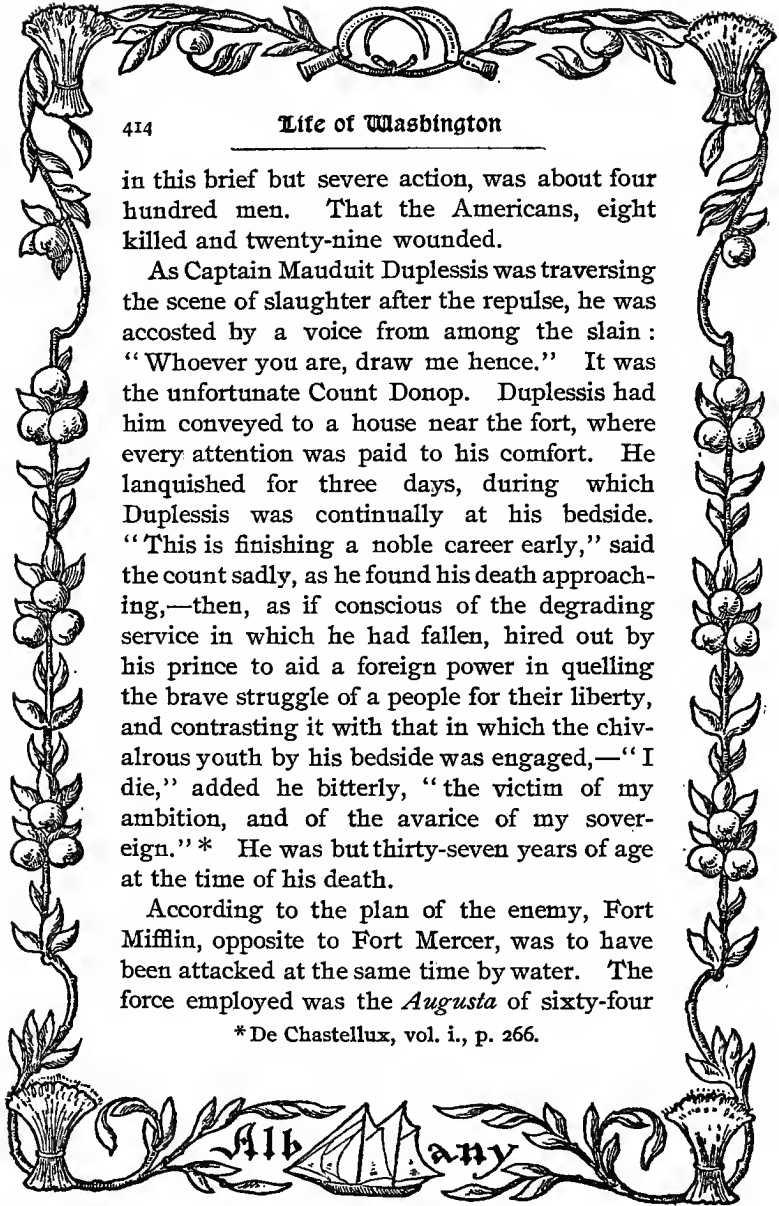 414 Life of Washington
in this brief but severe action, was about four
hundred men. That the Americans, eight
killed and twenty-nine wounded.
As Captain Mauduit Duplessis was traversing
the scene of slaughter after the repulse, he was
accosted by a voice from among the slain :
"Whoever you are, draw me hence." It was
the unfortunate Count Donop. Duplessis had
him conveyed to a house near the fort, where
every attention was paid to his comfort. He
lanquished for three days, during which
Duplessis was continually at his bedside.
"This is finishing a noble career early," said
the count sadly, as he found his death approach-
ing,—then, as if conscious of the degrading
service in which he had fallen, hired out by
his prince to aid a foreign power in quelling
the brave struggle of a people for their liberty,
and contrasting it with that in which the chiv-
alrous youth by his bedside was engaged,—"I
die," added he bitterly, "the victim of my
ambition, and of the avarice of my sover-
eign."* He was but thirty-seven years of age
at the time of his death.
According to the plan of the enemy, Fort
Mifflin, opposite to Fort Mercer, was to have
been attacked at the same time by water. The
force employed was the Augusta of sixty-four
* De Chastellux, vol. i., p. 266.
Albany